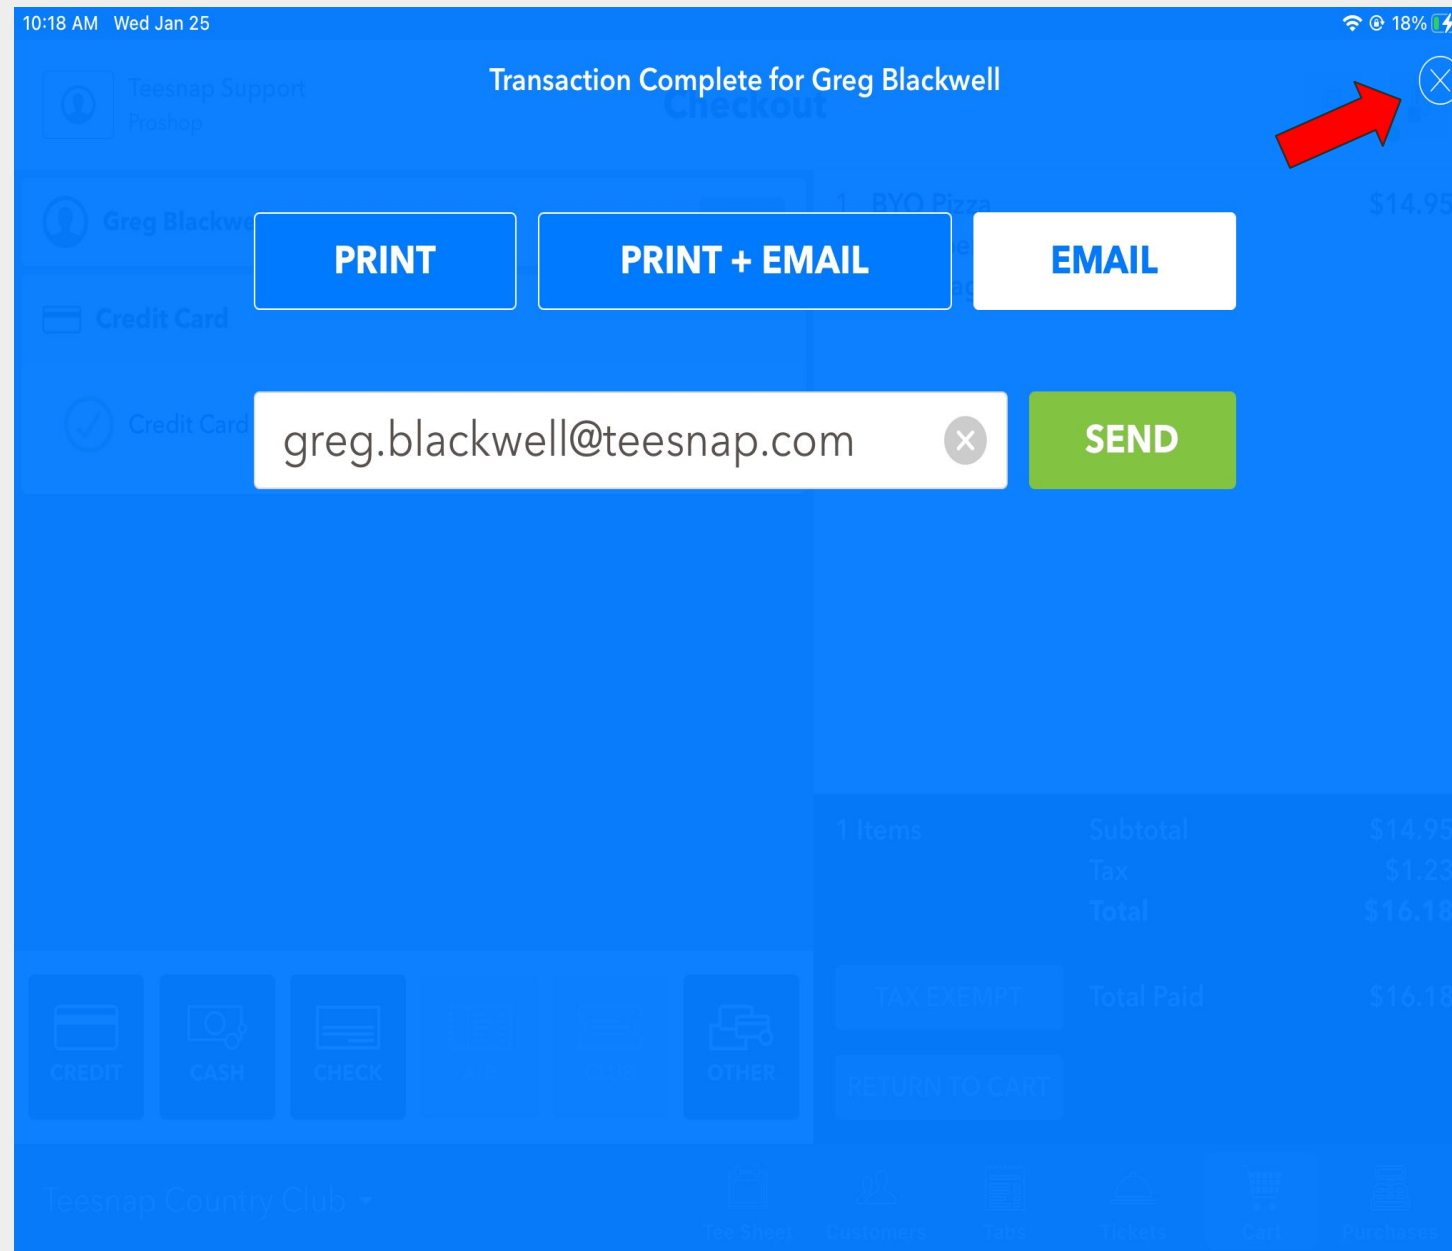 10:18 AM Wed Jan 25
18%
Transaction Complete for Greg Blackwell
Teesnap Support
Proshop
Checkout
Greg Blackwe
1 BYO Pizza $14.95
PRINT
PRINT + EMAIL
EMAIL
Credit Card
Credit Card
greg.blackwell@teesnap.com
SEND
1 Items
Subtotal $14.95
Tax $1.23
Total $16.18
TAX EXEMPT
Total Paid $16.18
RETURN TO CART
CREDIT
CASH
CHECK
OTHER
Teesnap Country Club
Tee Sheet
Customers
Tabs
Tickets
Cart
Purchases